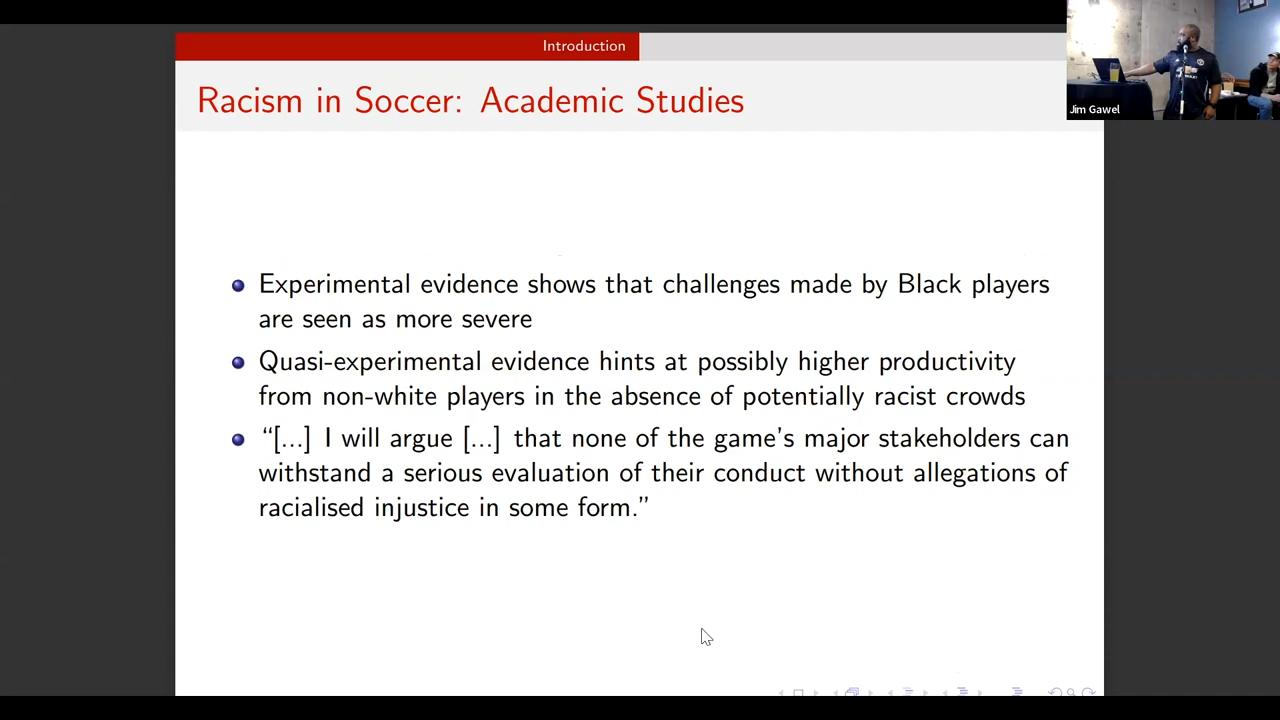 Introduction
Racism in Soccer: Academic Studies
Jim Gawel
Experimental evidence shows that challenges made by Black players
are seen as more severe
Quasi-experimental evidence hints at possibly higher productivity
from non-white players in the absence of potentially racist crowds
“[...] I will argue [...] that none of the game’s major stakeholders can
withstand a serious evaluation of their conduct without allegations of
racialised injustice in some form.”